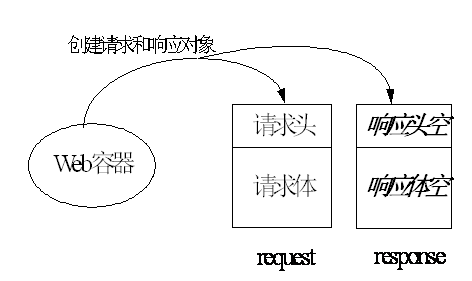 创建请求和响应对象
Web容器
请求头
响应头空
请求体
响应体空
request
response